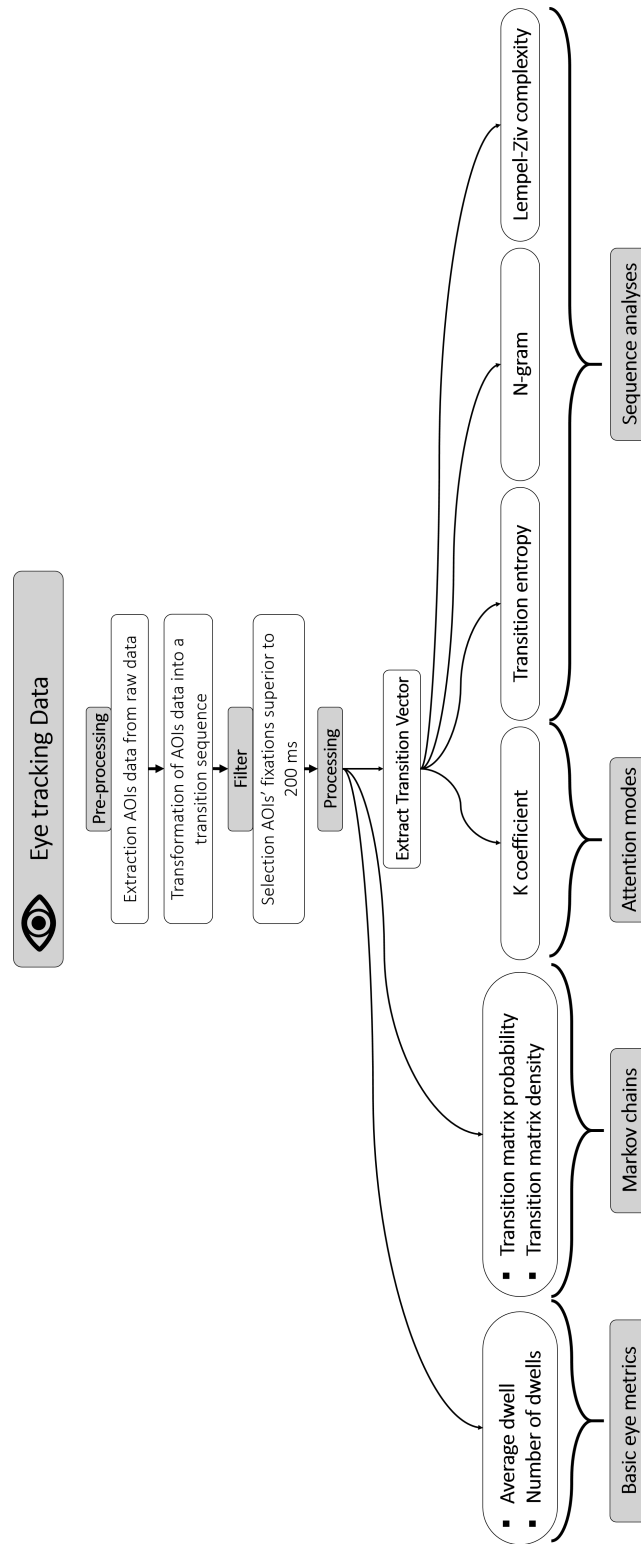 Eye tracking Data
Pre-processing
Extraction AOIs data from raw data
Transformation of AOIs data into a
transition sequence
Filter
Selection AOIs' fixations superior to
200 ms
Processing
Extract Transition Vector
▪ Average dwell
▪ Number of dwells
▪ Transition matrix probability
▪ Transition matrix density
K coefficient
Transition entropy
N-gram
Lempel-Ziv complexity
Basic eye metrics
Markov chains
Attention modes
Sequence analyses